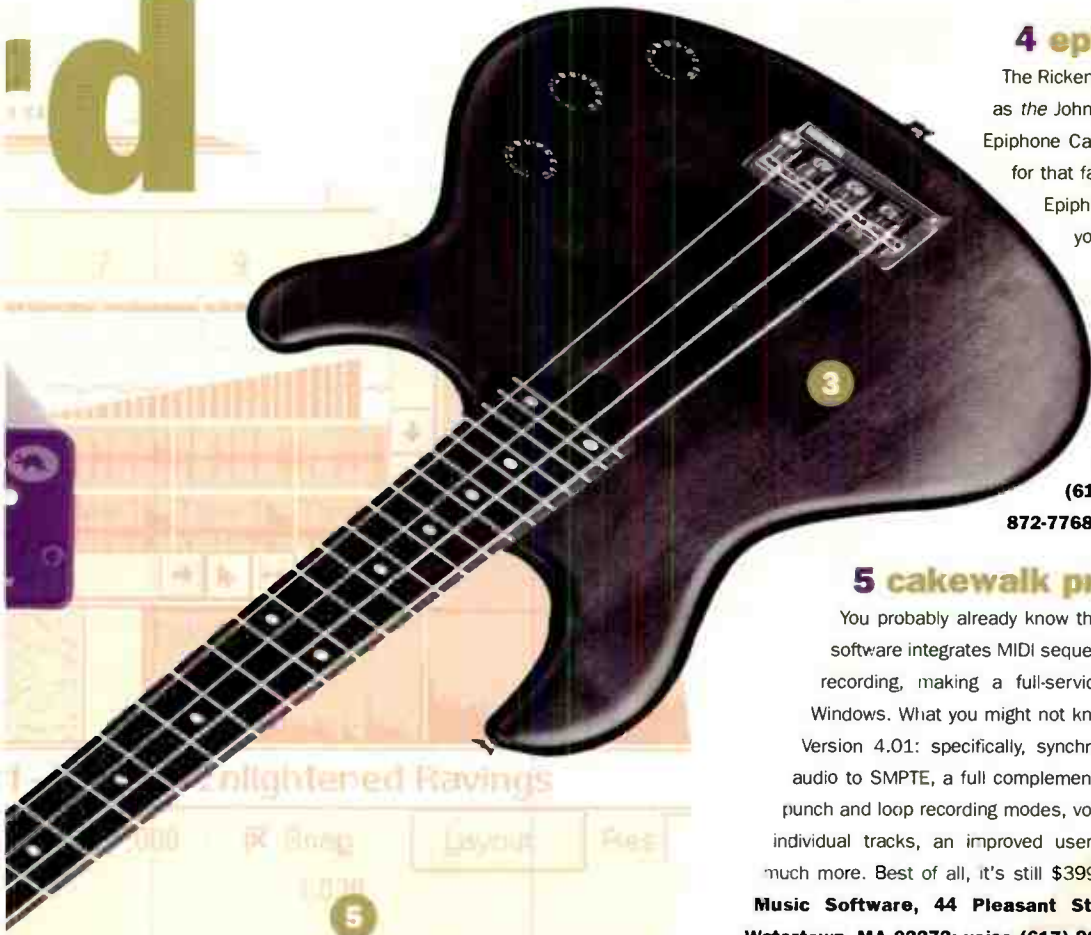 d
4 ep
The Ricken
as the John
Epiphone Ca
for that fa
Epiph
yo
(61
872-7768
5 cakewalk pr
You probably already know th
software integrates MIDI seque
recording, making a full-servic
Windows. What you might not kn
Version 4.01: specifically, synchr
audio to SMPTE, a full complemen
punch and loop recording modes, vo
individual tracks, an improved user
much more. Best of all, it's still $399
Music Software, 44 Pleasant St
7 9
3
Enlightened Ravings
,000 Snap Layout
5